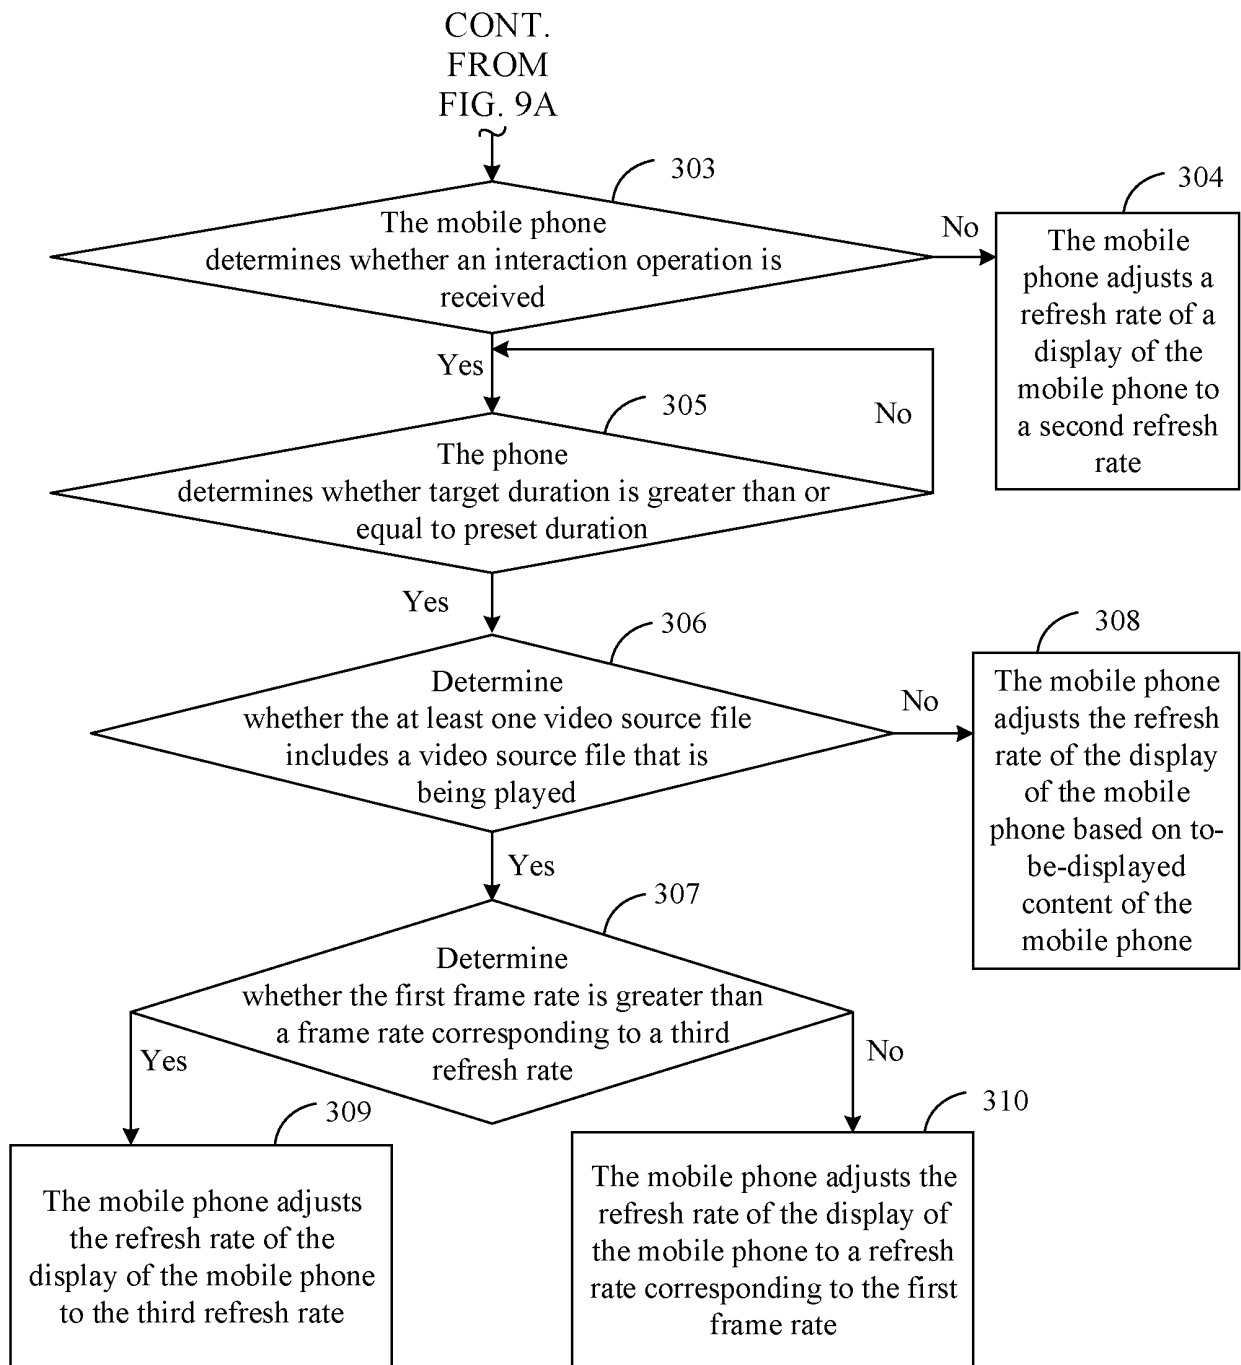 CONT.
FROM
FIG. 9A
303
The mobile phone
determines whether an interaction operation is
received
No
304
The mobile
phone adjusts a
refresh rate of a
display of the
mobile phone to
a second refresh
rate
Yes
305
The phone
determines whether target duration is greater than or
equal to preset duration
No
Yes
306
Determine
whether the at least one video source file
includes a video source file that is
being played
No
308
The mobile phone
adjusts the refresh
rate of the display
of the mobile
phone based on to-
be-displayed
content of the
mobile phone
Yes
307
Determine
whether the first frame rate is greater than
a frame rate corresponding to a third
refresh rate
Yes
No
309
The mobile phone adjusts
the refresh rate of the
display of the mobile phone
to the third refresh rate
310
The mobile phone adjusts the
refresh rate of the display of
the mobile phone to a refresh
rate corresponding to the first
frame rate